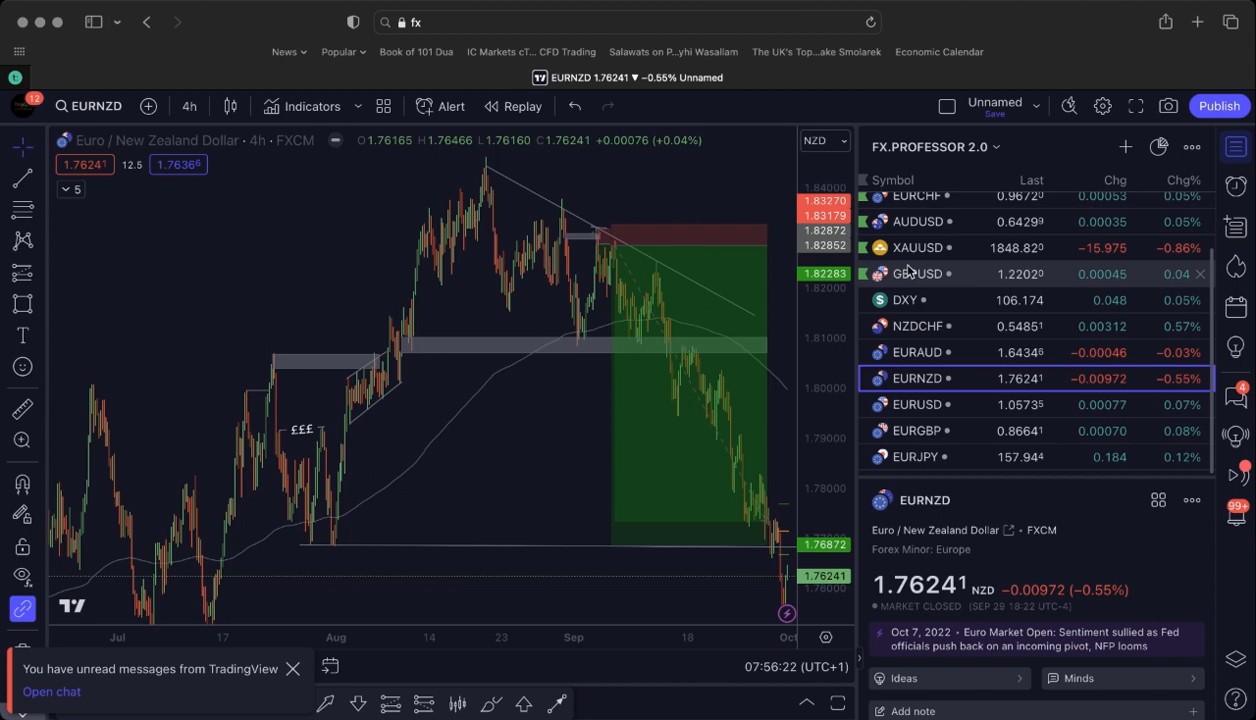 fx
News
Popular
Book of 101 Dua
IC Markets cT... CFD Trading
Salawats on P...yhi Wasallam
The UK's Top...ake Smolarek
Economic Calendar
EURNZD 1.76241 ▼ −0.55% Unnamed
12
EURNZD
4h
Indicators
Alert
Replay
Unnamed
Save
Publish
Euro / New Zealand Dollar · 4h · FXCM
O1.76165 H1.76466 L1.76160 C1.76241 +0.00076 (+0.04%)
NZD
1.76241
12.5
1.76366
5
£££
1.84000
1.83270
1.83179
1.82872
1.82852
1.82283
1.82000
1.81000
1.80000
1.79000
1.78000
1.76872
1.76241
1.76000
Jul
17
Aug
14
23
Sep
18
Oct
07:56:22 (UTC+1)
You have unread messages from TradingView
Open chat
FX.PROFESSOR 2.0
Symbol Last Chg Chg%
EURCHF 0.96720 0.00053 0.05%
AUDUSD 0.64299 0.00035 0.05%
XAUUSD 1848.820 −15.975 −0.86%
GBPUSD 1.22020 0.00045 0.04
DXY 106.174 0.048 0.05%
NZDCHF 0.54851 0.00312 0.57%
EURAUD 1.64346 −0.00046 −0.03%
EURNZD 1.76241 −0.00972 −0.55%
EURUSD 1.05735 0.00077 0.07%
EURGBP 0.86641 0.00070 0.08%
EURJPY 157.944 0.184 0.12%
EURNZD
Euro / New Zealand Dollar • FXCM
Forex Minor: Europe
1.76241 NZD −0.00972 (−0.55%)
MARKET CLOSED (SEP 29 18:22 UTC-4)
Oct 7, 2022 • Euro Market Open: Sentiment sullied as Fed
officials push back on an incoming pivot, NFP looms
Ideas
Minds
Add note
4
99+